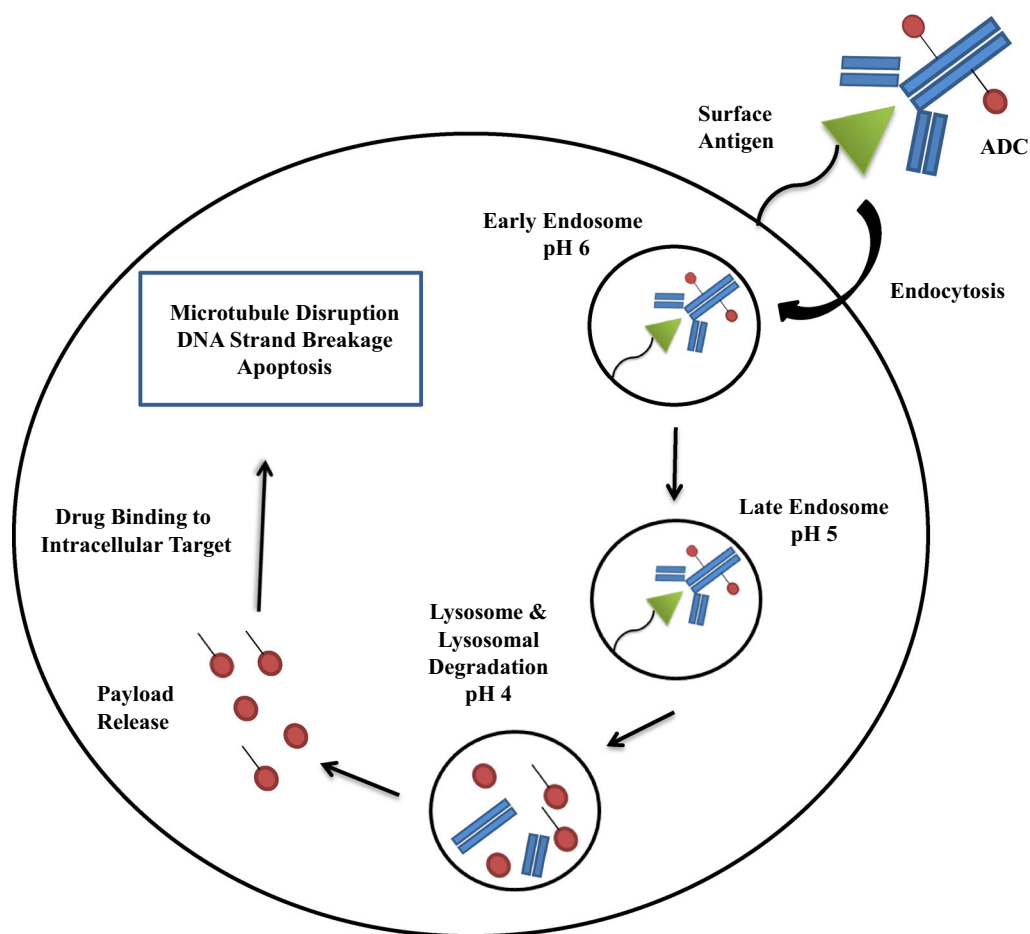 Surface
Antigen
ADC
Early Endosome
pH 6
Endocytosis
Microtubule Disruption
DNA Strand Breakage
Apoptosis
Late Endosome
pH 5
Drug Binding to
Intracellular Target
Lysosome &
Lysosomal
Degradation
pH 4
Payload
Release